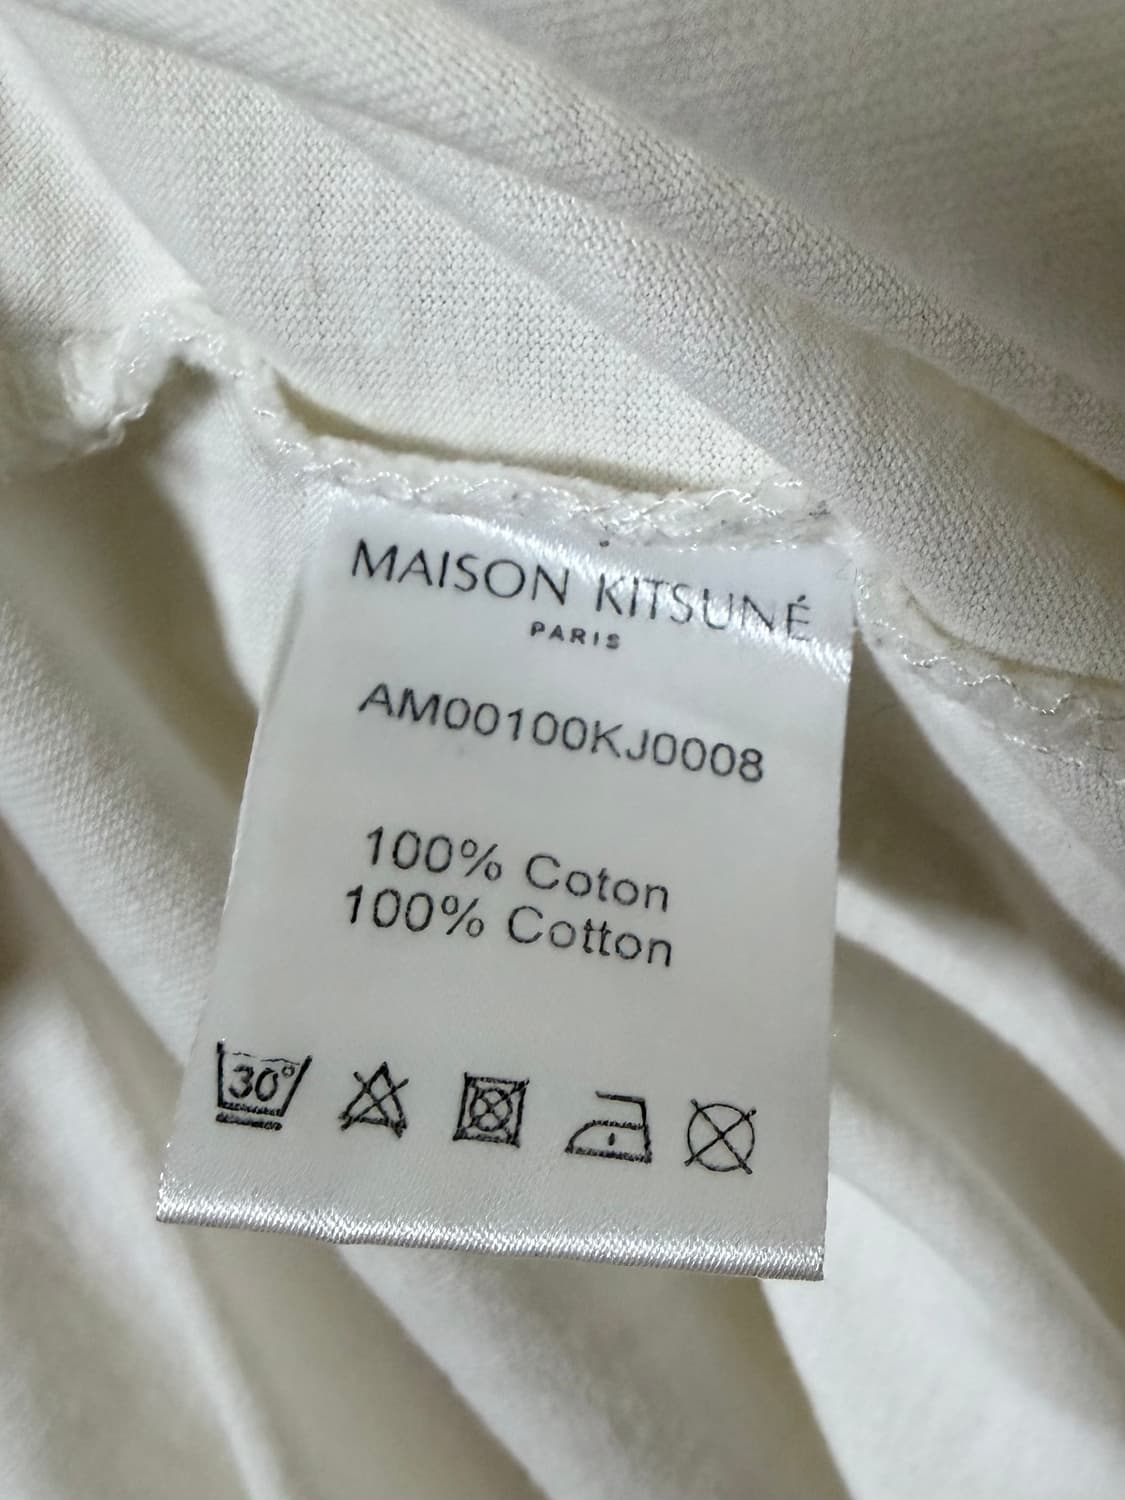 MAISON KITSUNÉ
PARIS
AM00100KJ0008
100% Coton
100% Cotton
30°